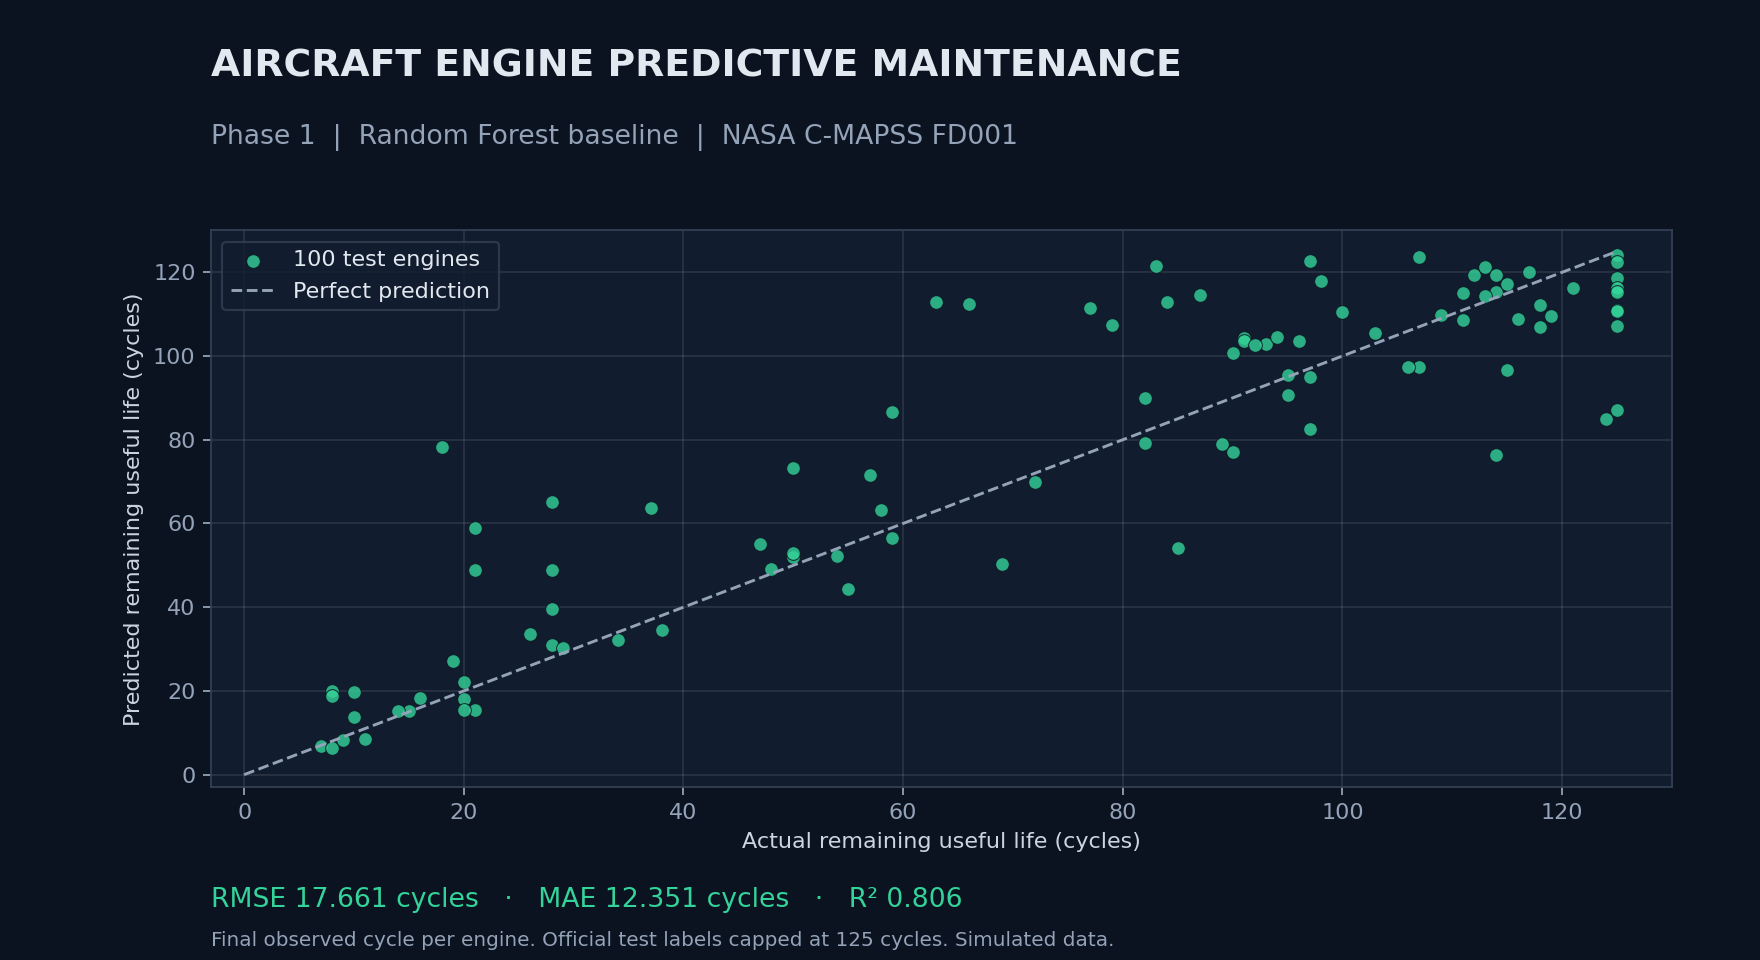 AIRCRAFT ENGINE PREDICTIVE MAINTENANCE
Phase 1 | Random Forest baseline | NASA C-MAPSS FD001
100 test engines
Perfect prediction
Predicted remaining useful life (cycles)
120
100
80
60
40
20
0
0 20 40 60 80 100 120
Actual remaining useful life (cycles)
RMSE 17.661 cycles · MAE 12.351 cycles · R² 0.806
Final observed cycle per engine. Official test labels capped at 125 cycles. Simulated data.